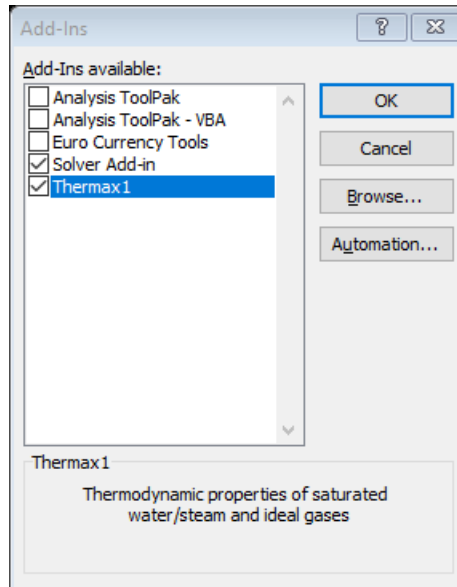 Add-Ins
?
Add-Ins available:
Analysis ToolPak
Analysis ToolPak - VBA
Euro Currency Tools
Solver Add-in
Thermax1
OK
Cancel
Browse...
Automation...
Thermax1
Thermodynamic properties of saturated
water/steam and ideal gases